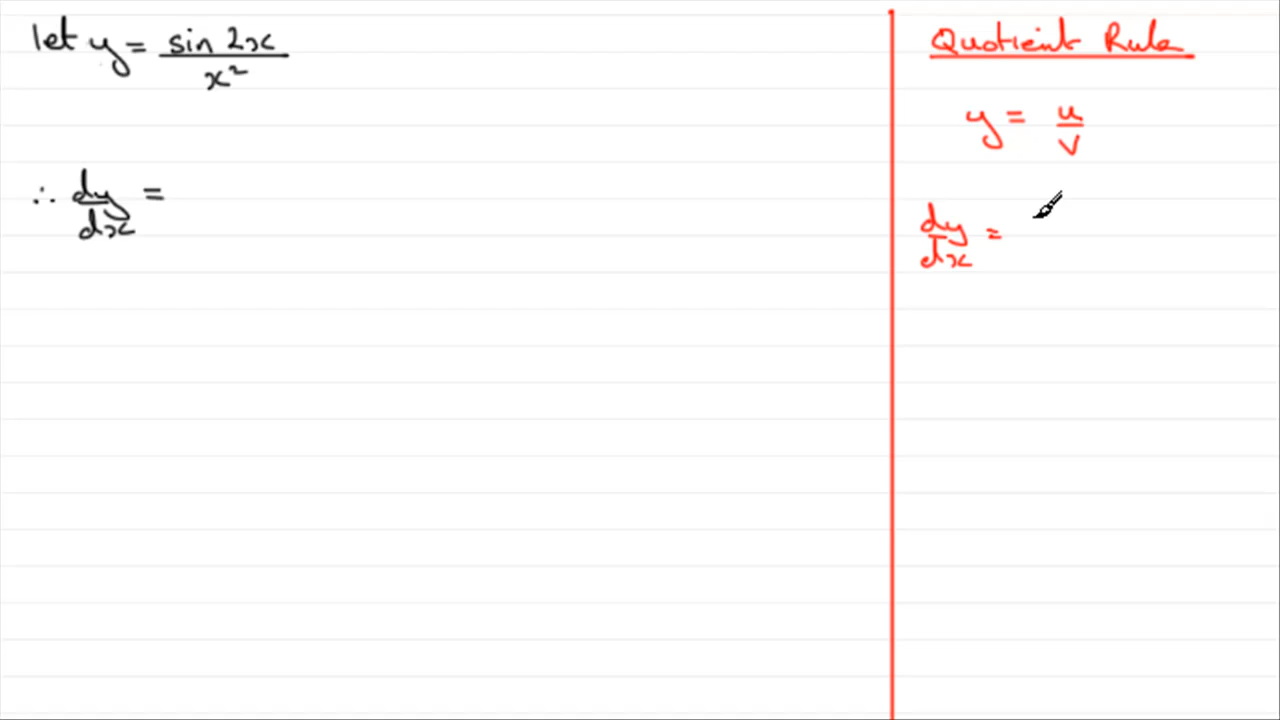 let y = sin 2x / x²
∴ dy/dx =
Quotient Rule
y = u/v
dy/dx =